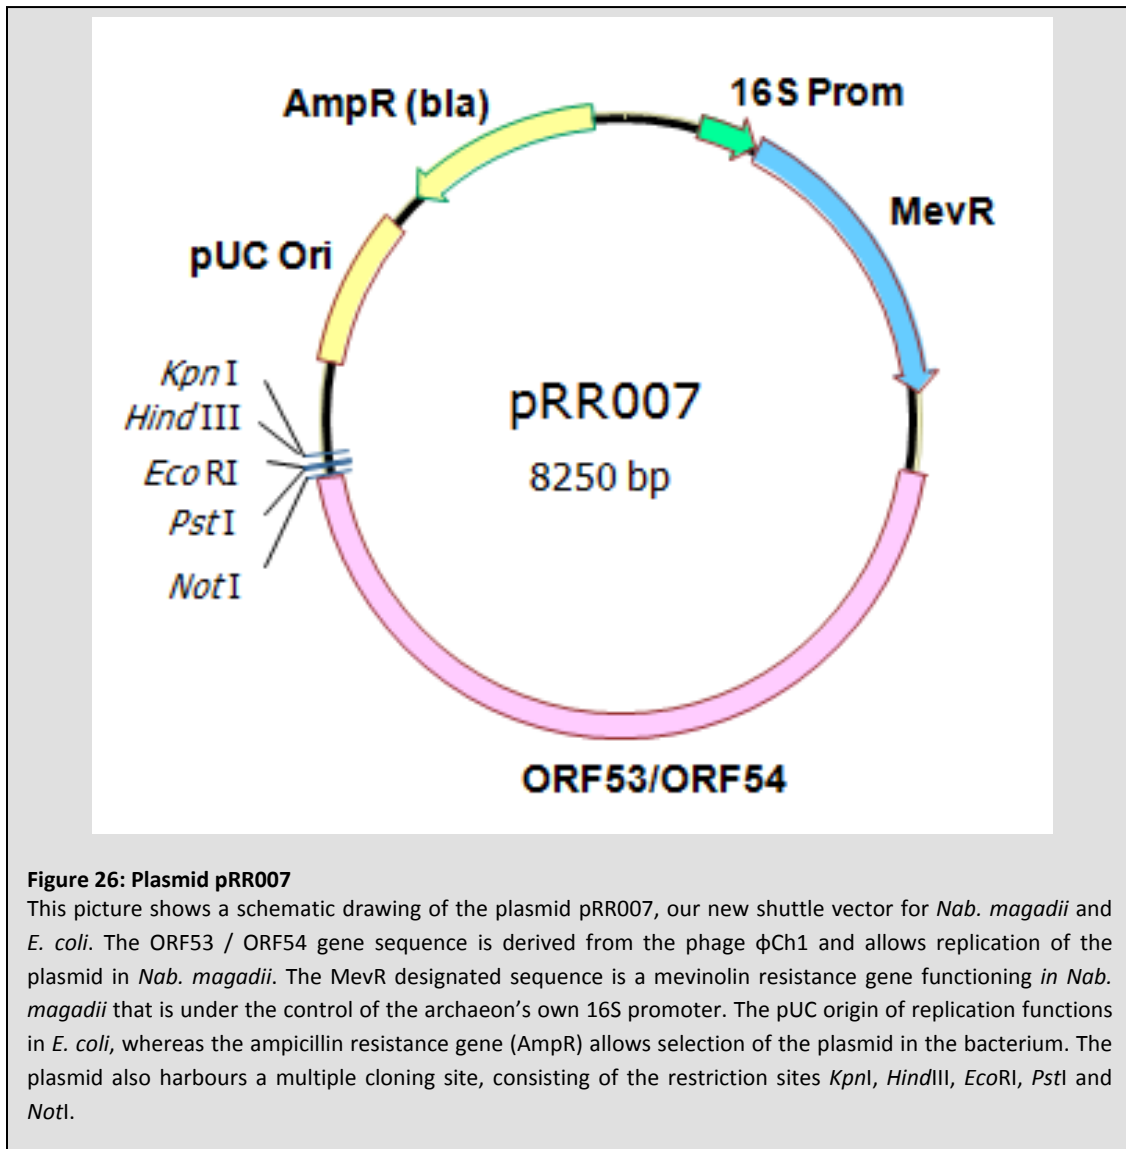 AmpR (bla)
16S Prom
MevR
pUC Ori
KpnI
HindIII
EcoRI
PstI
NotI
pRR007
8250 bp
ORF53/ORF54
Figure 26: Plasmid pRR007
This picture shows a schematic drawing of the plasmid pRR007, our new shuttle vector for Nab. magadii and
E. coli. The ORF53 / ORF54 gene sequence is derived from the phage ϕCh1 and allows replication of the
plasmid in Nab. magadii. The MevR designated sequence is a mevinolin resistance gene functioning in Nab.
magadii that is under the control of the archaeon’s own 16S promoter. The pUC origin of replication functions
in E. coli, whereas the ampicillin resistance gene (AmpR) allows selection of the plasmid in the bacterium. The
plasmid also harbours a multiple cloning site, consisting of the restriction sites KpnI, HindIII, EcoRI, PstI and
NotI.